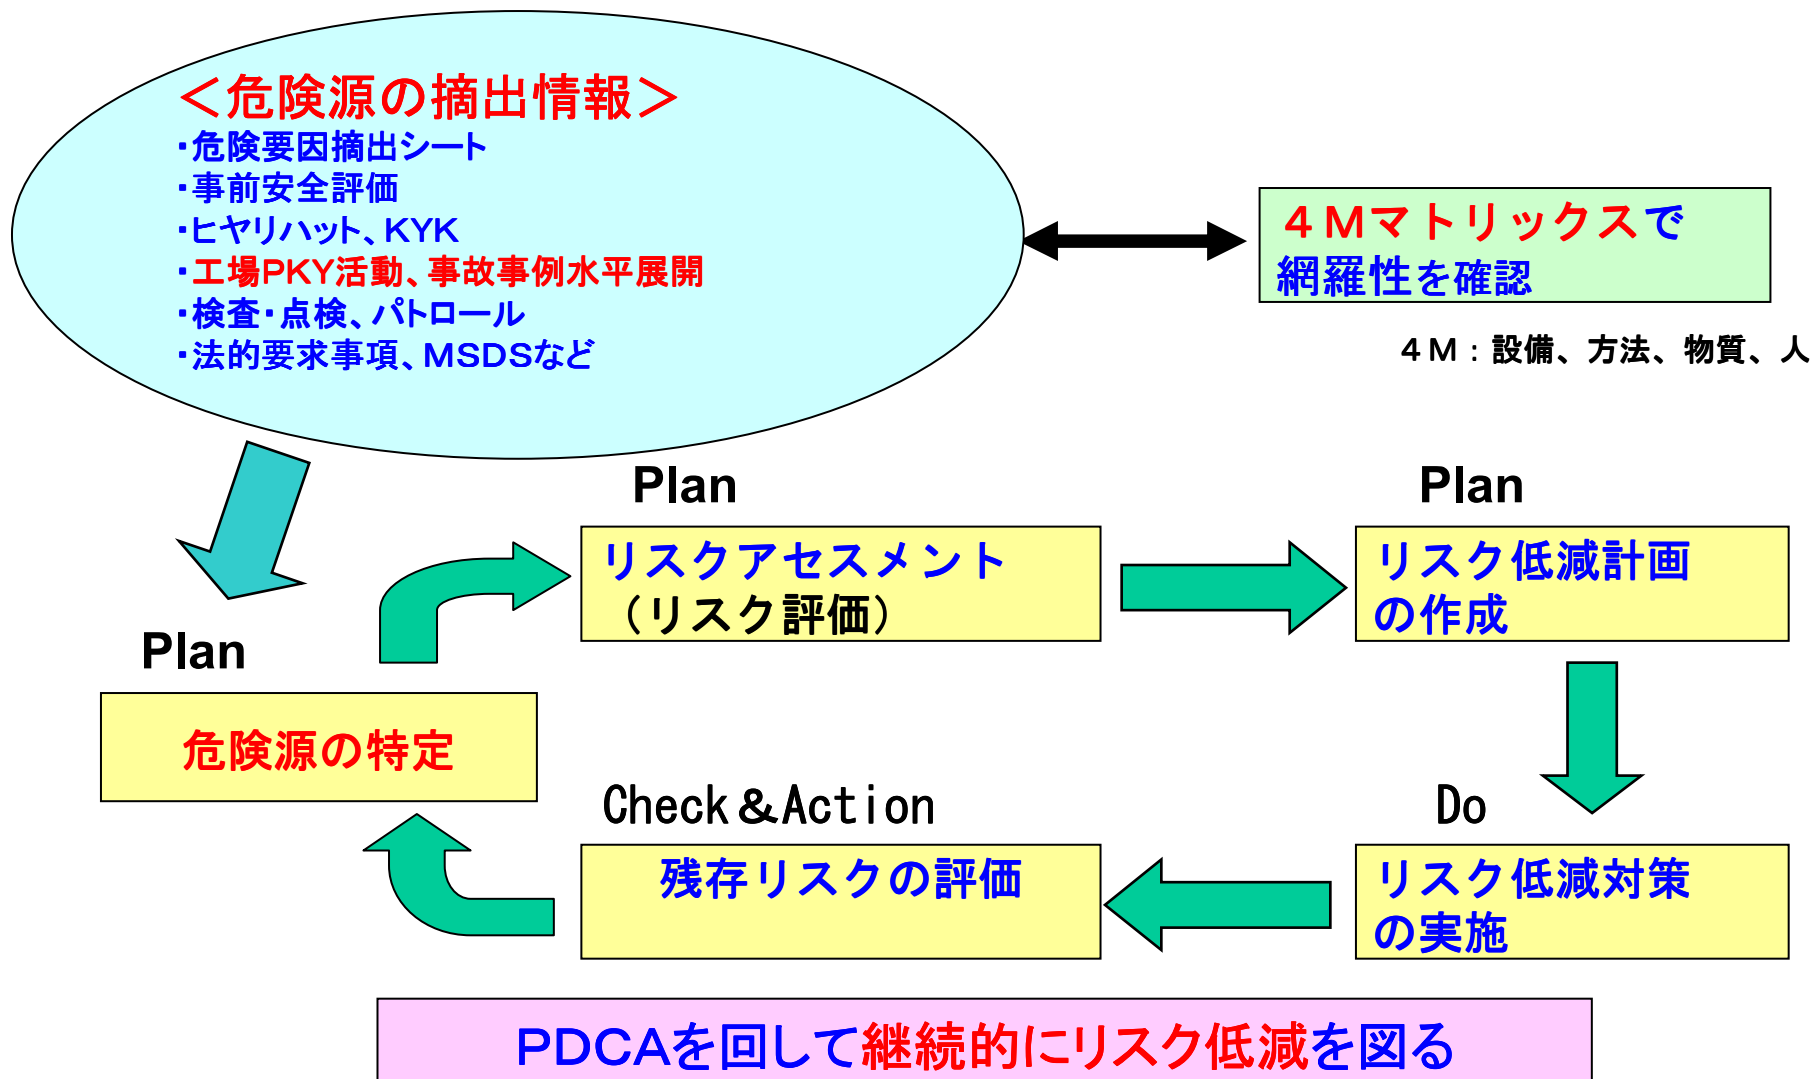 ＜危険源の摘出情報＞
・危険要因摘出シート
・事前安全評価
・ヒヤリハット、KYK
・工場PKY活動、事故事例水平展開
・検査・点検、パトロール
・法的要求事項、MSDSなど
４Ｍマトリックスで
網羅性を確認
４Ｍ：設備、方法、物質、人
Plan
リスクアセスメント
（リスク評価）
Plan
リスク低減計画
の作成
Plan
危険源の特定
Check＆Action
残存リスクの評価
Do
リスク低減対策
の実施
PDCAを回して継続的にリスク低減を図る